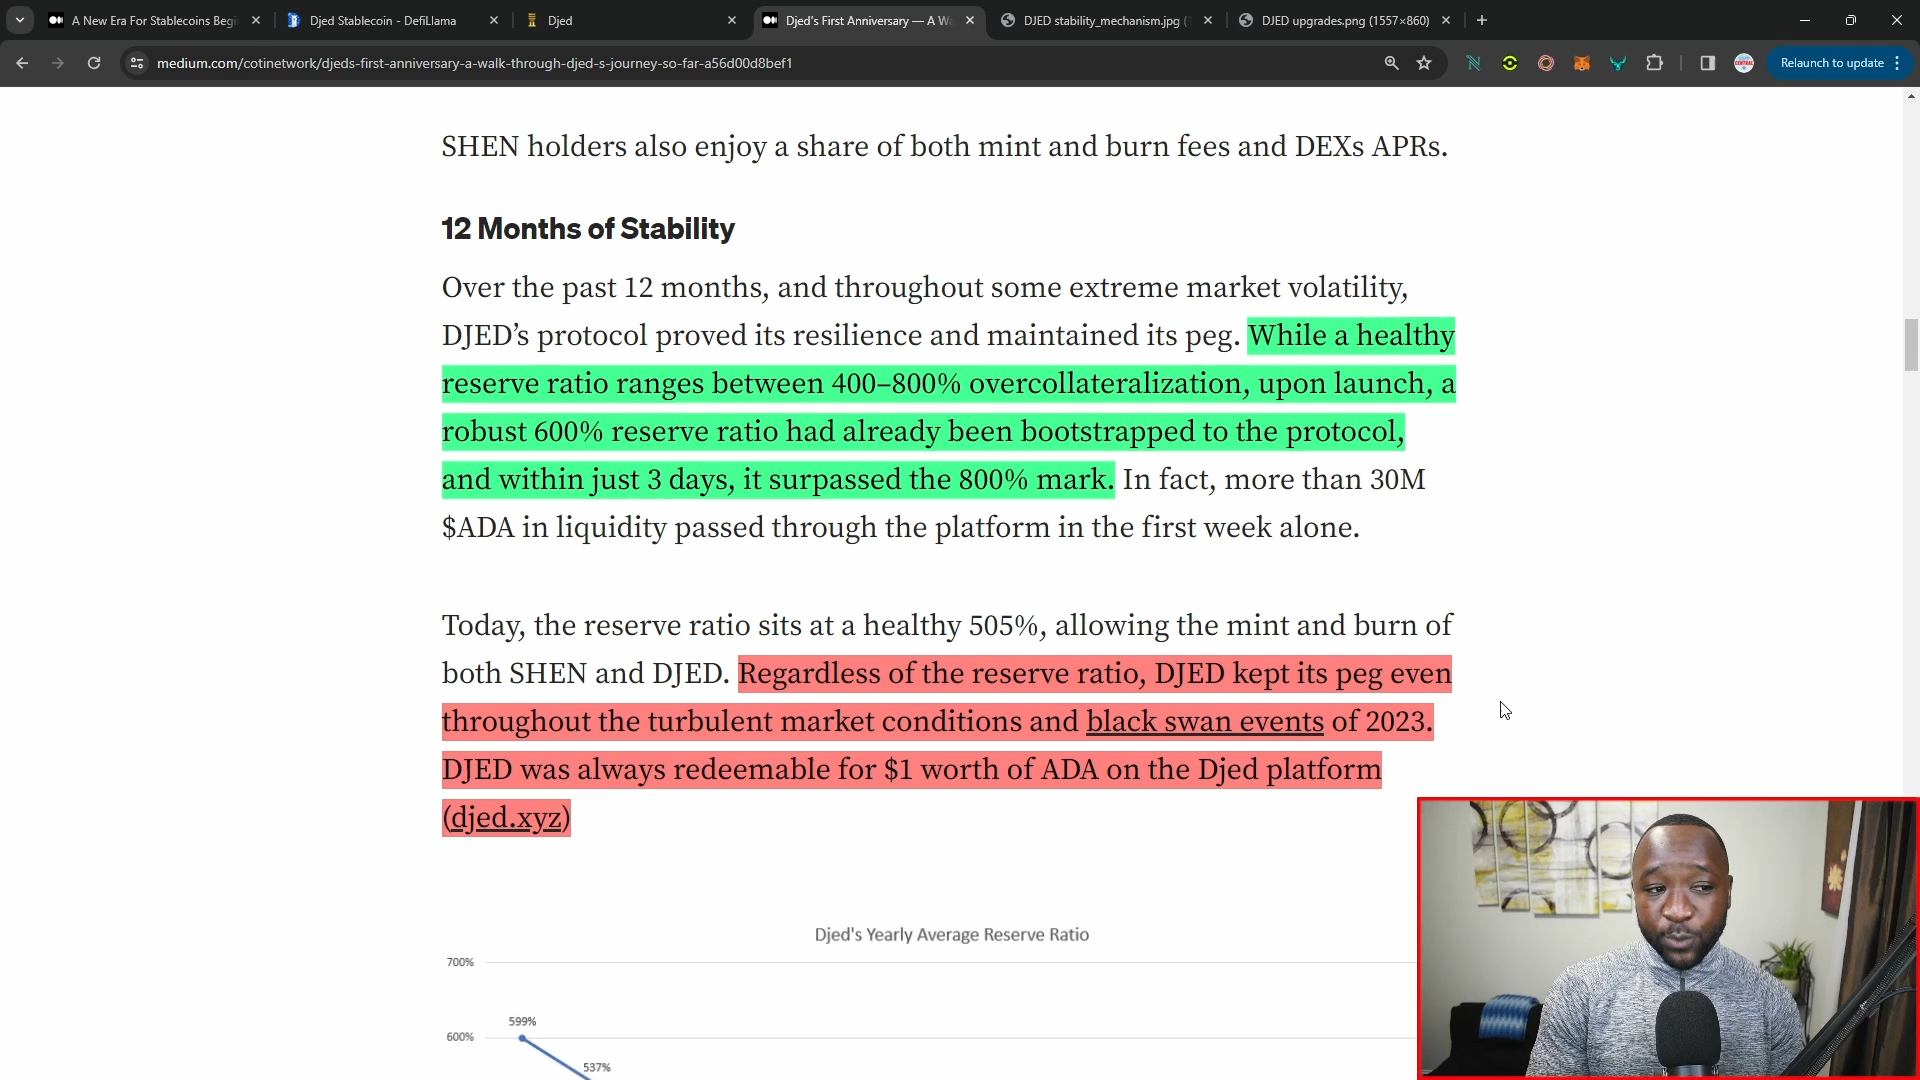 A New Era For Stablecoins Begi
Djed Stablecoin - DefiLlama
Djed
Djed's First Anniversary — A W
DJED stability_mechanism.jpg (
DJED upgrades.png (1557×860)
medium.com/cotinetwork/djeds-first-anniversary-a-walk-through-djed-s-journey-so-far-a56d00d8bef1
Relaunch to update
SHEN holders also enjoy a share of both mint and burn fees and DEXs APRs.
12 Months of Stability
Over the past 12 months, and throughout some extreme market volatility,
DJED’s protocol proved its resilience and maintained its peg. While a healthy
reserve ratio ranges between 400–800% overcollateralization, upon launch, a
robust 600% reserve ratio had already been bootstrapped to the protocol,
and within just 3 days, it surpassed the 800% mark. In fact, more than 30M
$ADA in liquidity passed through the platform in the first week alone.
Today, the reserve ratio sits at a healthy 505%, allowing the mint and burn of
both SHEN and DJED. Regardless of the reserve ratio, DJED kept its peg even
throughout the turbulent market conditions and black swan events of 2023.
DJED was always redeemable for $1 worth of ADA on the Djed platform
(djed.xyz)
Djed's Yearly Average Reserve Ratio
700%
599%
600%
537%